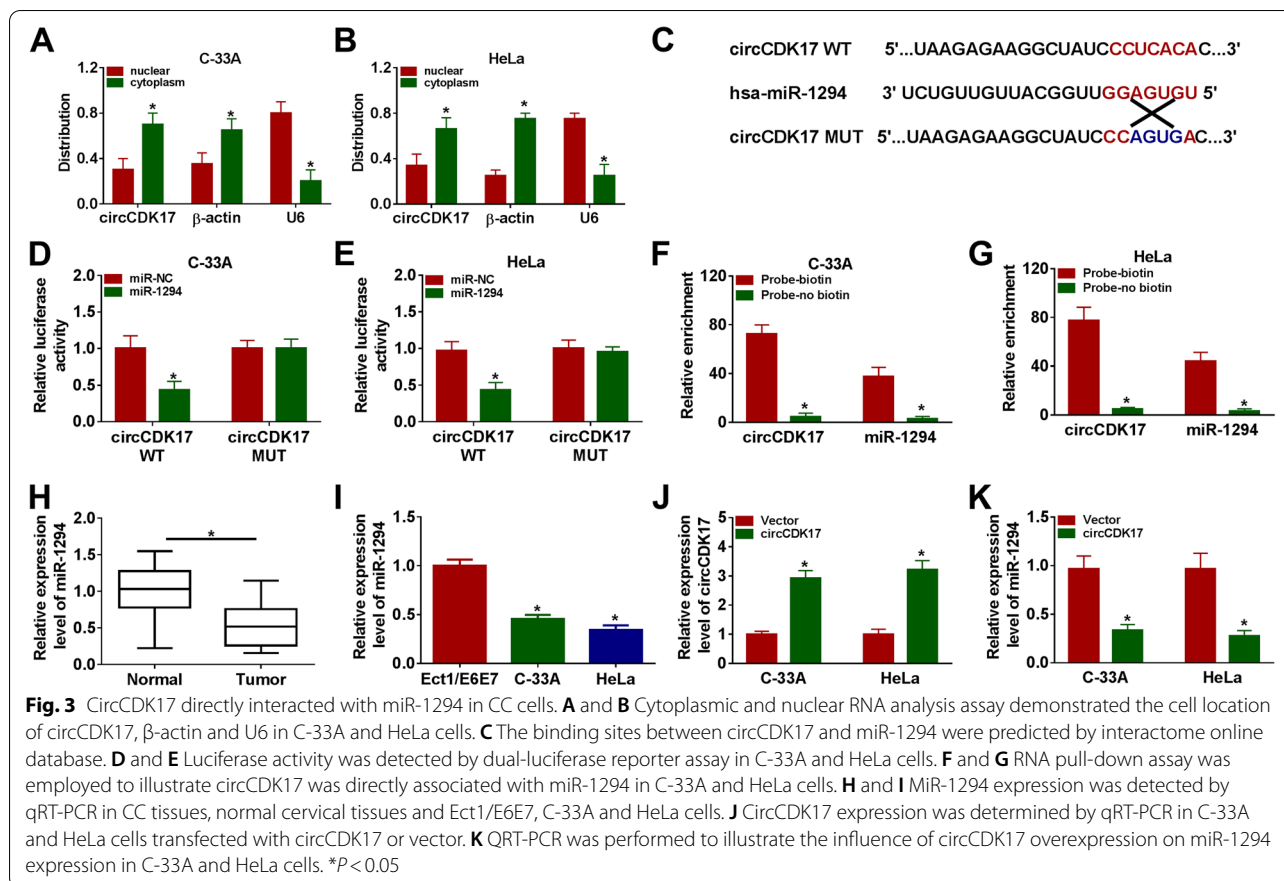 A
C-33A
nuclear
cytoplasm
Distribution
1.2
0.8
0.4
0.0
* * *
circCDK17 β-actin U6
B
HeLa
nuclear
cytoplasm
Distribution
1.2
0.8
0.4
0.0
* * *
circCDK17 β-actin U6
C
circCDK17 WT 5'...UAAGAGAAGGCUAUCCCUCACAC...3'
hsa-miR-1294 3' UCUGUUGUUACGGUUGGAGUGU 5'
circCDK17 MUT 5'...UAAGAGAAGGCUAUCCCAGUGAC...3'
D
C-33A
miR-NC
miR-1294
Relative luciferase
activity
2.0
1.5
1.0
0.5
0.0
*
circCDK17 circCDK17
WT MUT
E
HeLa
miR-NC
miR-1294
Relative luciferase
activity
2.0
1.5
1.0
0.5
0.0
*
circCDK17 circCDK17
WT MUT
F
C-33A
Probe-biotin
Probe-no biotin
Relative enrichment
120
80
40
0
* *
circCDK17 miR-1294
G
HeLa
Probe-biotin
Probe-no biotin
Relative enrichment
120
80
40
0
* *
circCDK17 miR-1294
H
Relative expression
level of miR-1294
2.0
1.5
1.0
0.5
0.0
*
Normal Tumor
I
Relative expression
level of miR-1294
1.5
1.0
0.5
0.0
* *
Ect1/E6E7 C-33A HeLa
J
Vector
circCDK17
Relative expression
level of circCDK17
5
4
3
2
1
0
* *
C-33A HeLa
K
Vector
circCDK17
Relative expression
level of miR-1294
1.5
1.0
0.5
0.0
* *
C-33A HeLa
Fig. 3 CircCDK17 directly interacted with miR-1294 in CC cells. A and B Cytoplasmic and nuclear RNA analysis assay demonstrated the cell location
of circCDK17, β-actin and U6 in C-33A and HeLa cells. C The binding sites between circCDK17 and miR-1294 were predicted by interactome online
database. D and E Luciferase activity was detected by dual-luciferase reporter assay in C-33A and HeLa cells. F and G RNA pull-down assay was
employed to illustrate circCDK17 was directly associated with miR-1294 in C-33A and HeLa cells. H and I MiR-1294 expression was detected by
qRT-PCR in CC tissues, normal cervical tissues and Ect1/E6E7, C-33A and HeLa cells. J CircCDK17 expression was determined by qRT-PCR in C-33A
and HeLa cells transfected with circCDK17 or vector. K QRT-PCR was performed to illustrate the influence of circCDK17 overexpression on miR-1294
expression in C-33A and HeLa cells. *P < 0.05